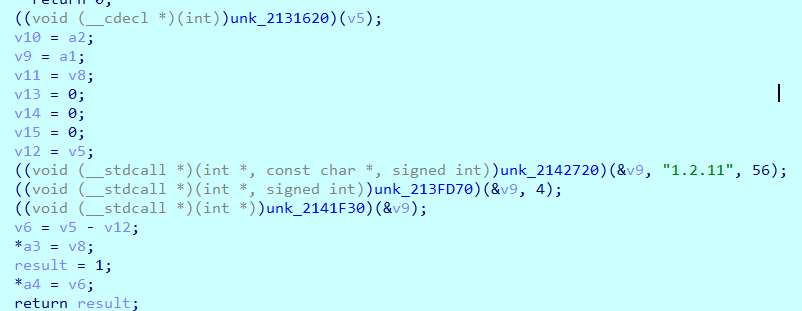 return 0;
((void (__cdecl *)(int))unk_2131620)(v5);
v10 = a2;
v9 = a1;
v11 = v8;
v13 = 0;
v14 = 0;
v15 = 0;
v12 = v5;
((void (__stdcall *)(int *, const char *, signed int))unk_2142720)(&v9, "1.2.11", 56);
((void (__stdcall *)(int *, signed int))unk_213FD70)(&v9, 4);
((void (__stdcall *)(int *))unk_2141F30)(&v9);
v6 = v5 - v12;
*a3 = v8;
result = 1;
*a4 = v6;
return result;